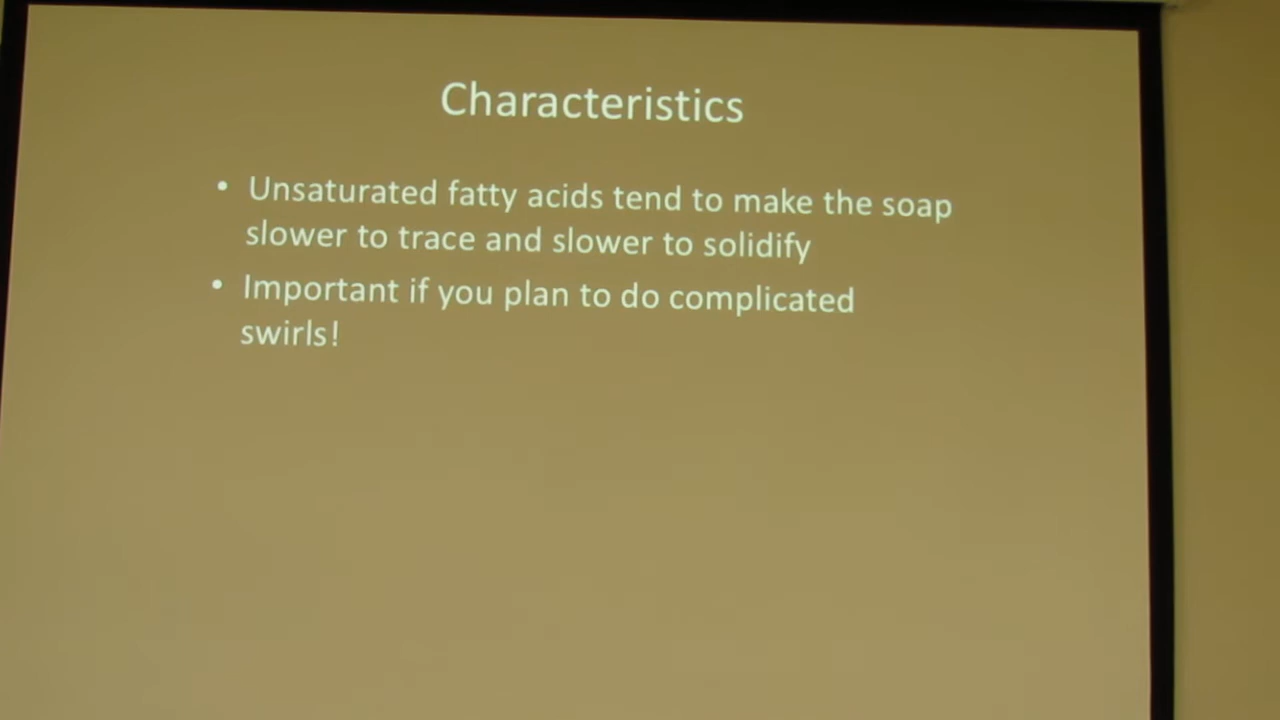 Characteristics
• Unsaturated fatty acids tend to make the soap
slower to trace and slower to solidify
• Important if you plan to do complicated
swirls!